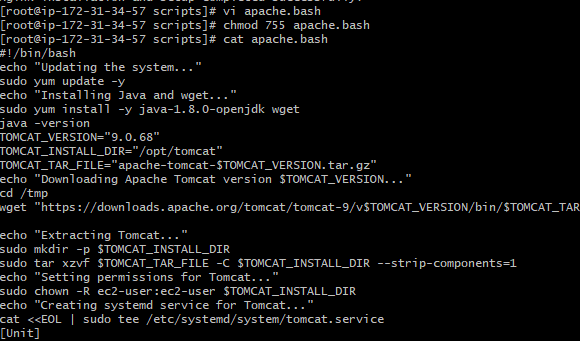 [root@ip-172-31-34-57 scripts]# vi apache.bash
[root@ip-172-31-34-57 scripts]# chmod 755 apache.bash
[root@ip-172-31-34-57 scripts]# cat apache.bash
#!/bin/bash
echo "Updating the system..."
sudo yum update -y
echo "Installing Java and wget..."
sudo yum install -y java-1.8.0-openjdk wget
java -version
TOMCAT_VERSION="9.0.68"
TOMCAT_INSTALL_DIR="/opt/tomcat"
TOMCAT_TAR_FILE="apache-tomcat-$TOMCAT_VERSION.tar.gz"
echo "Downloading Apache Tomcat version $TOMCAT_VERSION..."
cd /tmp
wget "https://downloads.apache.org/tomcat/tomcat-9/v$TOMCAT_VERSION/bin/$TOMCAT_TAR
echo "Extracting Tomcat..."
sudo mkdir -p $TOMCAT_INSTALL_DIR
sudo tar xzvf $TOMCAT_TAR_FILE -C $TOMCAT_INSTALL_DIR --strip-components=1
echo "Setting permissions for Tomcat..."
sudo chown -R ec2-user:ec2-user $TOMCAT_INSTALL_DIR
echo "Creating systemd service for Tomcat..."
cat <<EOL | sudo tee /etc/systemd/system/tomcat.service
[Unit]